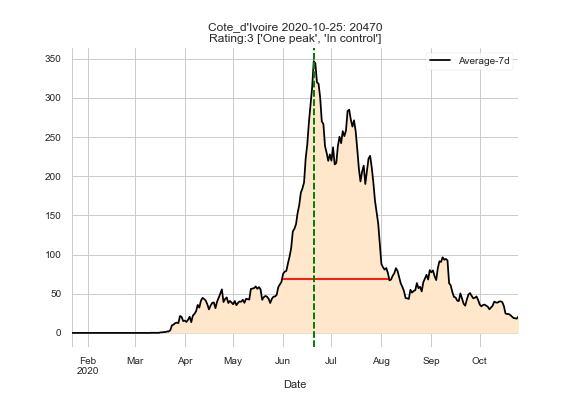 Cote_d'Ivoire 2020-10-25: 20470
Rating:3 ['One peak', 'In control']
Average-7d
350
300
250
200
150
100
50
0
Feb Mar Apr May Jun Jul Aug Sep Oct
2020
Date